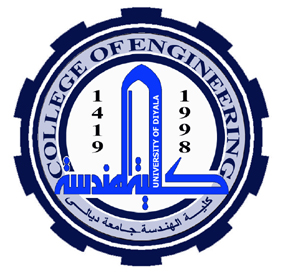 COLLEGE OF ENGINEERING
1419
1998
UNIVERSITY OF DIYALA
كلية الهندسة
كلية الهندسة جامعة ديالى